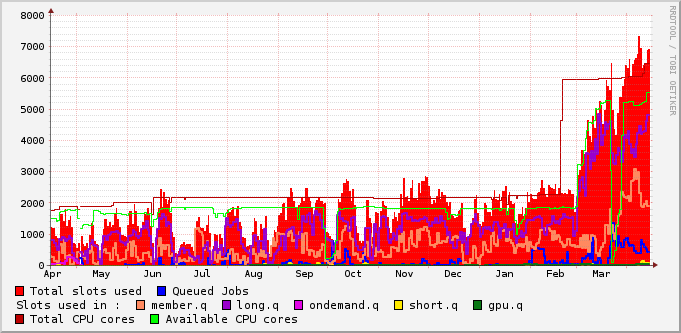 8000
7000
6000
5000
4000
3000
2000
1000
0
Apr May Jun Jul Aug Sep Oct Nov Dec Jan Feb Mar
Total slots used Queued Jobs
Slots used in : member.q long.q ondemand.q short.q gpu.q
Total CPU cores Available CPU cores
RRDTOOL / TOBI OETIKER